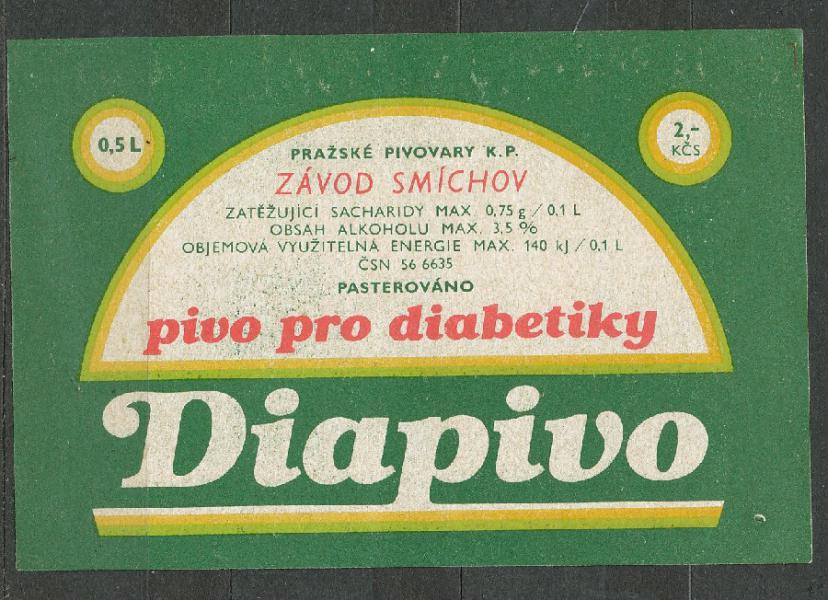 0,5 L
2,-
KČS
PRAŽSKÉ PIVOVARY K.P.
ZÁVOD SMÍCHOV
ZATĚŽUJÍCÍ SACHARIDY MAX. 0,75 g / 0,1 L
OBSAH ALKOHOLU MAX. 3,5 %
OBJEMOVÁ VYUŽITELNÁ ENERGIE MAX. 140 kJ / 0,1 L
ČSN 56 6635
PASTEROVÁNO
pivo pro diabetiky
Diapivo